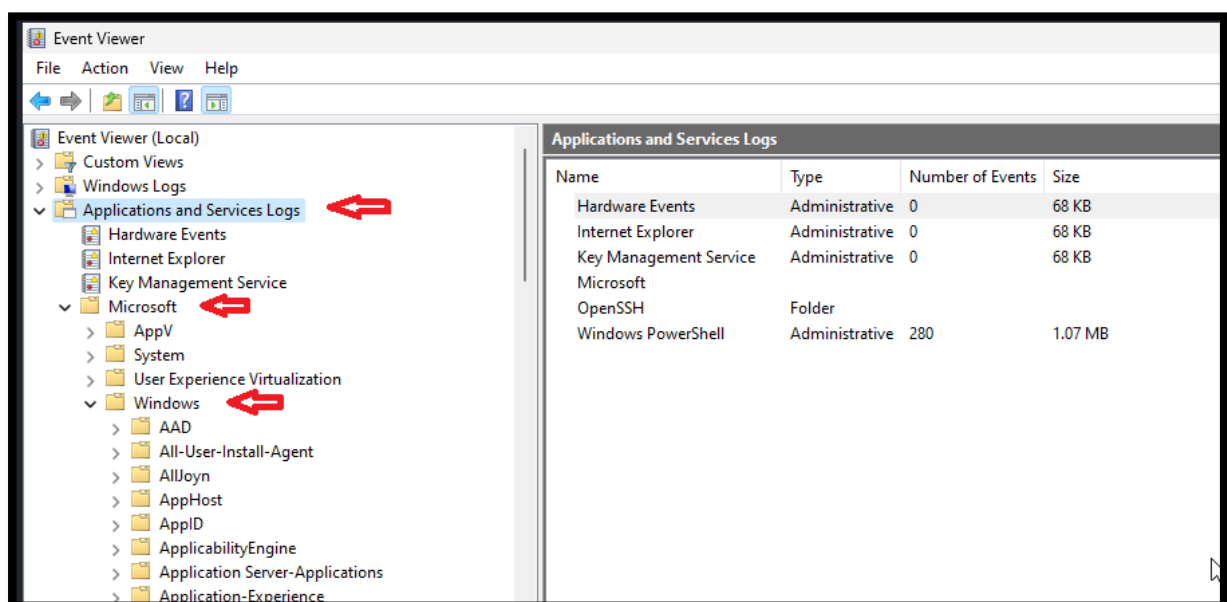 Event Viewer
File Action View Help
Event Viewer (Local)
Custom Views
Windows Logs
Applications and Services Logs
Hardware Events
Internet Explorer
Key Management Service
Microsoft
AppV
System
User Experience Virtualization
Windows
AAD
All-User-Install-Agent
AllJoyn
AppHost
AppID
ApplicabilityEngine
Application Server-Applications
Application-Experience
Applications and Services Logs
Name Type Number of Events Size
Hardware Events Administrative 0 68 KB
Internet Explorer Administrative 0 68 KB
Key Management Service Administrative 0 68 KB
Microsoft
OpenSSH Folder
Windows PowerShell Administrative 280 1.07 MB